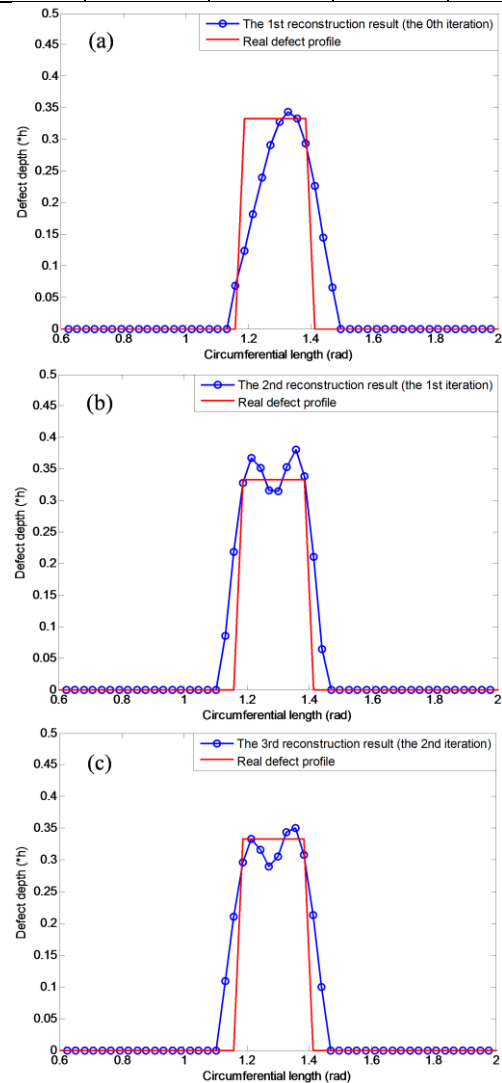 0.5
0.45
0.4
0.35
0.3
0.25
0.2
0.15
0.1
0.05
0
(a)
The 1st reconstruction result (the 0th iteration)
Real defect profile
Defect depth (*h)
0.6 0.8 1 1.2 1.4 1.6 1.8 2
Circumferential length (rad)
0.5
0.45
0.4
0.35
0.3
0.25
0.2
0.15
0.1
0.05
0
(b)
The 2nd reconstruction result (the 1st iteration)
Real defect profile
Defect depth (*h)
0.6 0.8 1 1.2 1.4 1.6 1.8 2
Circumferential length (rad)
0.5
0.45
0.4
0.35
0.3
0.25
0.2
0.15
0.1
0.05
0
(c)
The 3rd reconstruction result (the 2nd iteration)
Real defect profile
Defect depth (*h)
0.6 0.8 1 1.2 1.4 1.6 1.8 2
Circumferential length (rad)